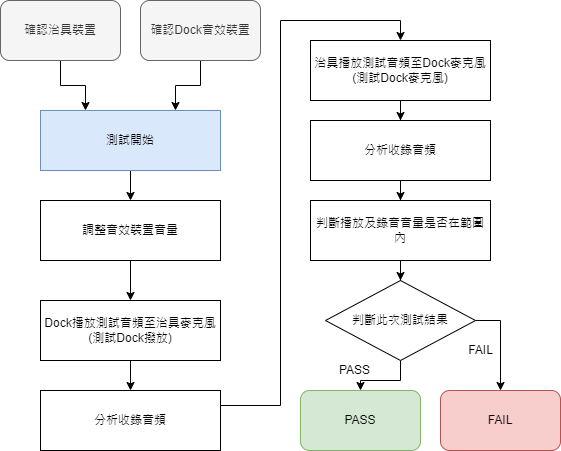 確認治具裝置
確認Dock音效裝置
測試開始
調整音效裝置音量
Dock播放測試音頻至治具麥克風
(測試Dock撥放)
分析收錄音頻
治具播放測試音頻至Dock麥克風
(測試Dock麥克風)
分析收錄音頻
判斷播放及錄音音量是否在範圍
內
判斷此次測試結果
PASS
FAIL
PASS
FAIL